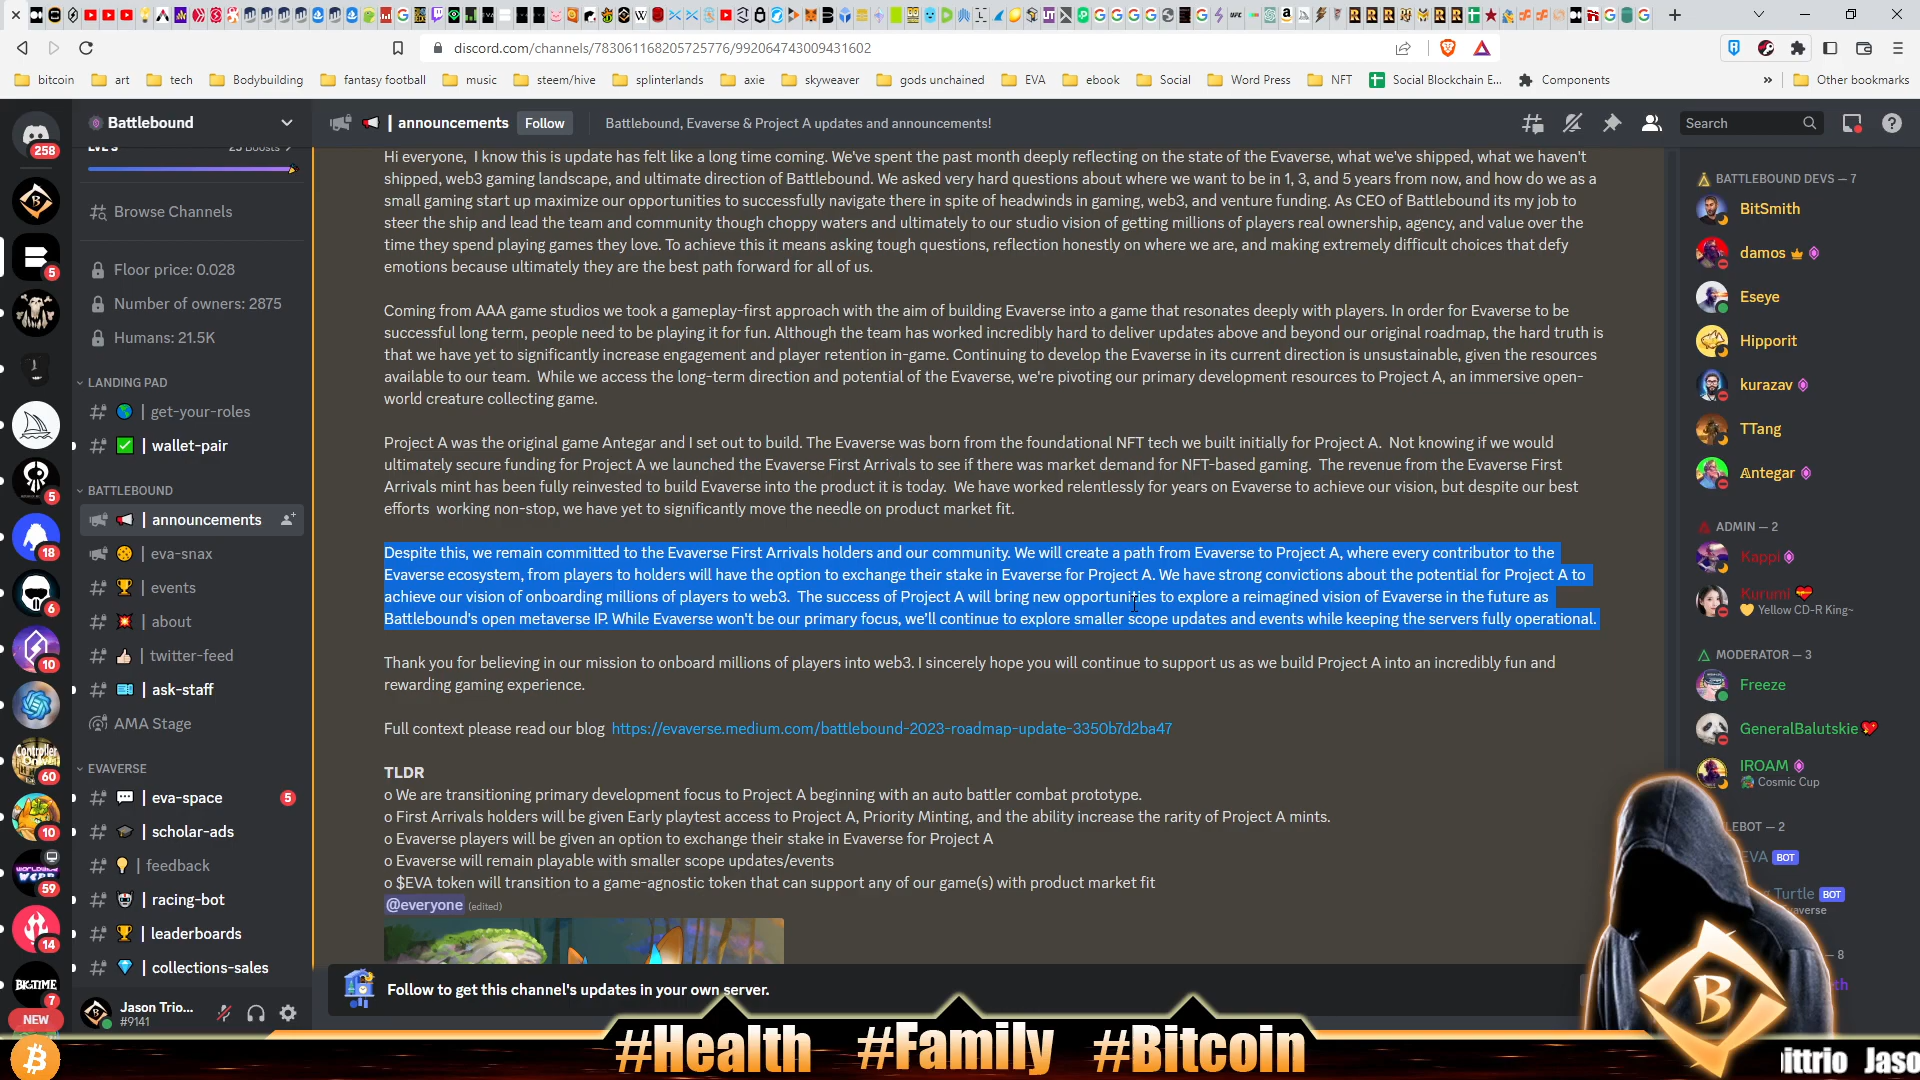 discord.com/channels/783061168205725776/992064743009431602
bitcoin
art
tech
Bodybuilding
fantasy football
music
steem/hive
splinterlands
axie
skyweaver
gods unchained
EVA
ebook
Social
Word Press
NFT
Social Blockchain E...
Components
»
Other bookmarks
258
5
5
18
6
10
60
10
59
14
BIGTIME
7
NEW
Battlebound
Browse Channels
Floor price: 0.028
Number of owners: 2875
Humans: 21.5K
LANDING PAD
| get-your-roles
| wallet-pair
BATTLEBOUND
| announcements
| eva-snax
| events
| about
| twitter-feed
| ask-staff
AMA Stage
EVAVERSE
| eva-space
5
| scholar-ads
| feedback
| racing-bot
| leaderboards
| collections-sales
Jason Trio...
#9141
| announcements
Follow
Battlebound, Evaverse & Project A updates and announcements!
Search
Hi everyone,  I know this is update has felt like a long time coming. We've spent the past month deeply reflecting on the state of the Evaverse, what we've shipped, what we haven't
shipped, web3 gaming landscape, and ultimate direction of Battlebound. We asked very hard questions about where we want to be in 1, 3, and 5 years from now, and how do we as a
small gaming start up maximize our opportunities to successfully navigate there in spite of headwinds in gaming, web3, and venture funding. As CEO of Battlebound its my job to
steer the ship and lead the team and community though choppy waters and ultimately to our studio vision of getting millions of players real ownership, agency, and value over the
time they spend playing games they love. To achieve this it means asking tough questions, reflection honestly on where we are, and making extremely difficult choices that defy
emotions because ultimately they are the best path forward for all of us.
Coming from AAA game studios we took a gameplay-first approach with the aim of building Evaverse into a game that resonates deeply with players. In order for Evaverse to be
successful long term, people need to be playing it for fun. Although the team has worked incredibly hard to deliver updates above and beyond our original roadmap, the hard truth is
that we have yet to significantly increase engagement and player retention in-game. Continuing to develop the Evaverse in its current direction is unsustainable, given the resources
available to our team.  While we access the long-term direction and potential of the Evaverse, we're pivoting our primary development resources to Project A, an immersive open-
world creature collecting game.
Project A was the original game Antegar and I set out to build. The Evaverse was born from the foundational NFT tech we built initially for Project A.  Not knowing if we would
ultimately secure funding for Project A we launched the Evaverse First Arrivals to see if there was market demand for NFT-based gaming.  The revenue from the Evaverse First
Arrivals mint has been fully reinvested to build Evaverse into the product it is today.  We have worked relentlessly for years on Evaverse to achieve our vision, but despite our best
efforts  working non-stop, we have yet to significantly move the needle on product market fit.
Despite this, we remain committed to the Evaverse First Arrivals holders and our community. We will create a path from Evaverse to Project A, where every contributor to the
Evaverse ecosystem, from players to holders will have the option to exchange their stake in Evaverse for Project A. We have strong convictions about the potential for Project A to
achieve our vision of onboarding millions of players to web3.  The success of Project A will bring new opportunities to explore a reimagined vision of Evaverse in the future as
Battlebound's open metaverse IP. While Evaverse won't be our primary focus, we'll continue to explore smaller scope updates and events while keeping the servers fully operational.
Thank you for believing in our mission to onboard millions of players into web3. I sincerely hope you will continue to support us as we build Project A into an incredibly fun and
rewarding gaming experience.
Full context please read our blog  https://evaverse.medium.com/battlebound-2023-roadmap-update-3350b7d2ba47
TLDR
o We are transitioning primary development focus to Project A beginning with an auto battler combat prototype.
o First Arrivals holders will be given Early playtest access to Project A, Priority Minting, and the ability increase the rarity of Project A mints.
o Evaverse players will be given an option to exchange their stake in Evaverse for Project A
o Evaverse will remain playable with smaller scope updates/events
o $EVA token will transition to a game-agnostic token that can support any of our game(s) with product market fit
@everyone (edited)
Follow to get this channel's updates in your own server.
BATTLEBOUND DEVS — 7
BitSmith
damos
Eseye
Hipporit
kurazav
TTang
Antegar
ADMIN — 2
Kappi
Kurumi
Yellow CD-R King~
MODERATOR — 3
Freeze
GeneralBalutskie
IROAM
Cosmic Cup
LEBOT — 2
EVA BOT
Turtle BOT
averse
— 8
B
#Health #Family #Bitcoin
ittrio Jaso